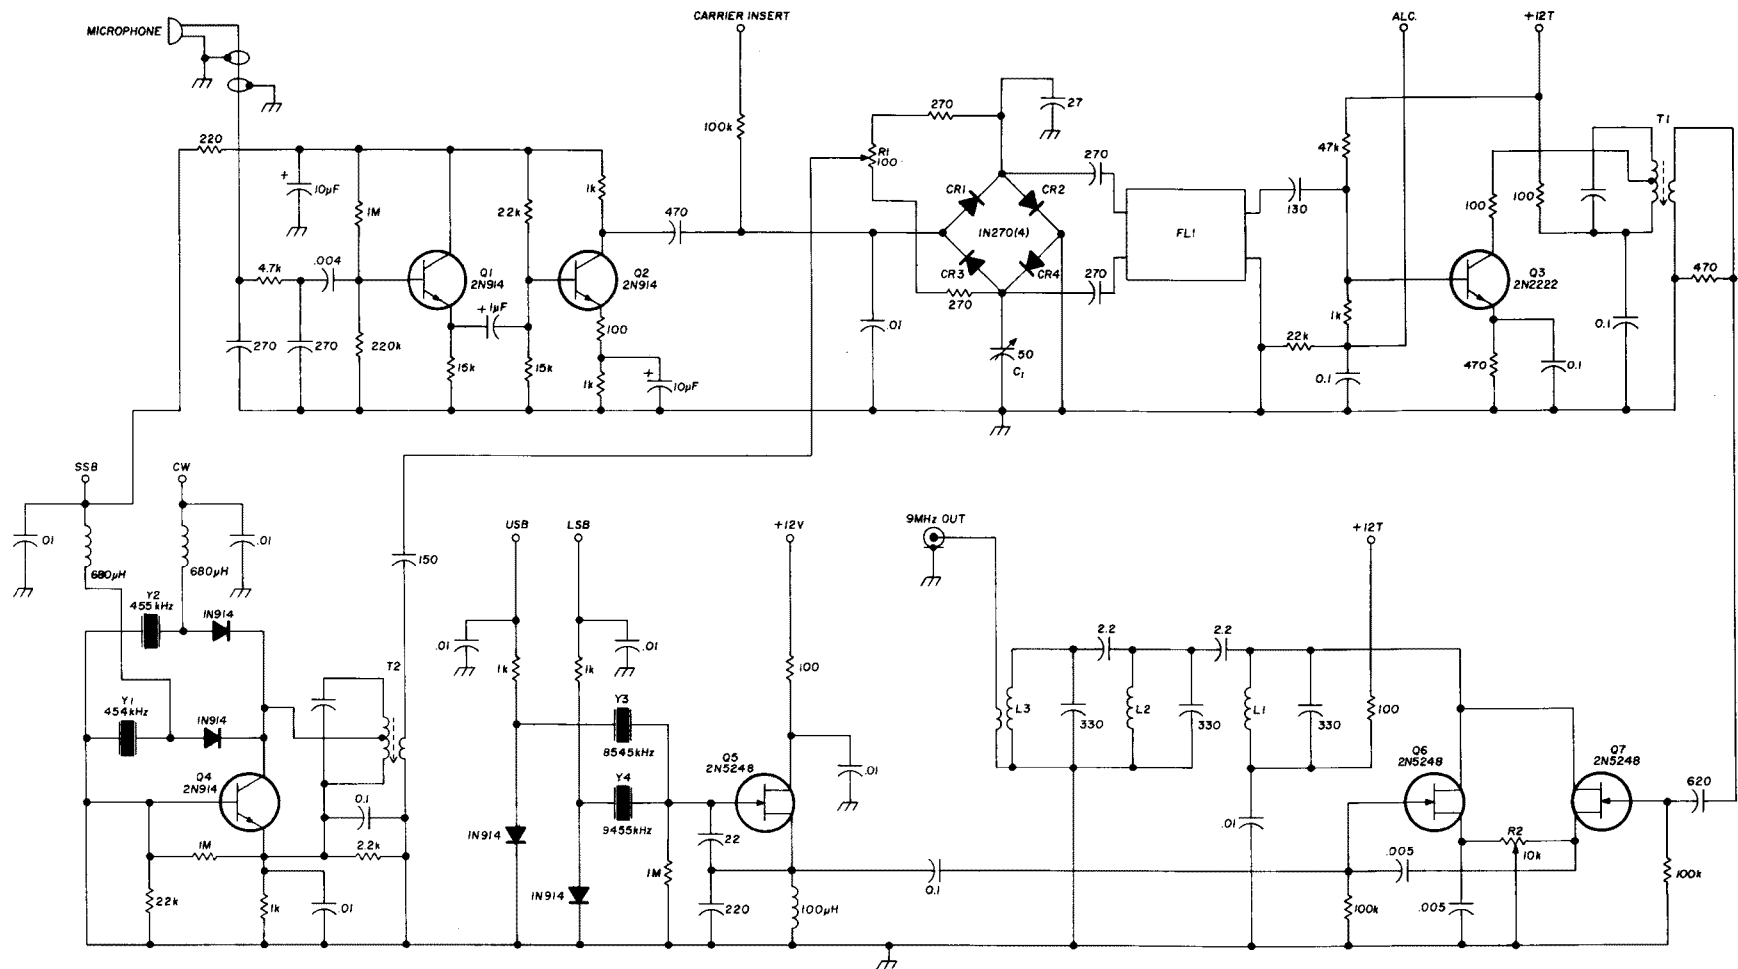 CARRIER INSERT
ALC.
+12T
MICROPHONE
220
+
10µF
1M
22k
1k
100k
470
4.7k
.004
Q1
2N914
+
1µF
Q2
2N914
100
270
270
220k
15k
15k
1k
+
10µF
.01
R1
100
270
27
CR1
CR2
1N270(4)
CR3
CR4
270
270
270
50
C1
FL1
130
47k
1k
22k
0.1
100
100
Q3
2N2222
470
0.1
T1
0.1
470
SSB
CW
.01
680µH
680µH
.01
Y2
455kHz
1N914
Y1
454kHz
1N914
Q4
2N914
T2
150
1M
0.1
2.2k
22k
1k
.01
USB
LSB
+12V
.01
1k
1k
.01
100
Y3
8545kHz
Y4
9455kHz
Q5
2N5248
.01
1N914
1N914
22
1M
220
100µH
0.1
9MHz OUT
+12T
2.2
2.2
L3
330
L2
330
L1
330
100
.01
Q6
2N5248
Q7
2N5248
620
R2
10k
.005
.005
100k
100k